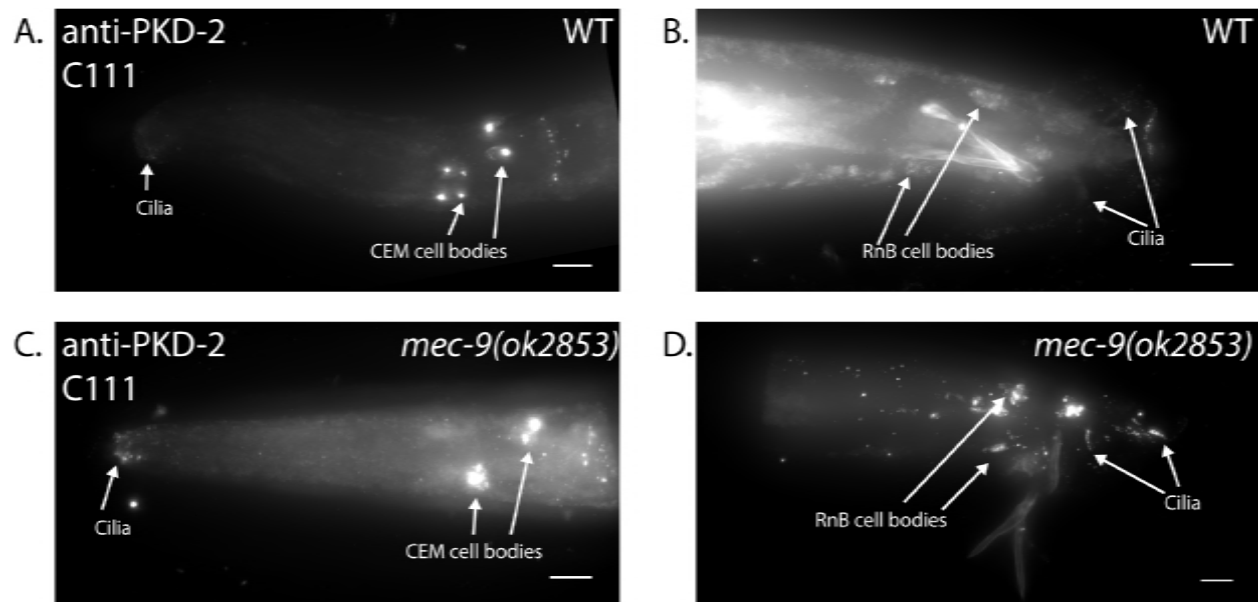 A. anti-PKD-2 WT
C111
Cilia
CEM cell bodies
B. WT
RnB cell bodies
Cilia
C. anti-PKD-2 mec-9(ok2853)
C111
Cilia
CEM cell bodies
D. mec-9(ok2853)
RnB cell bodies
Cilia